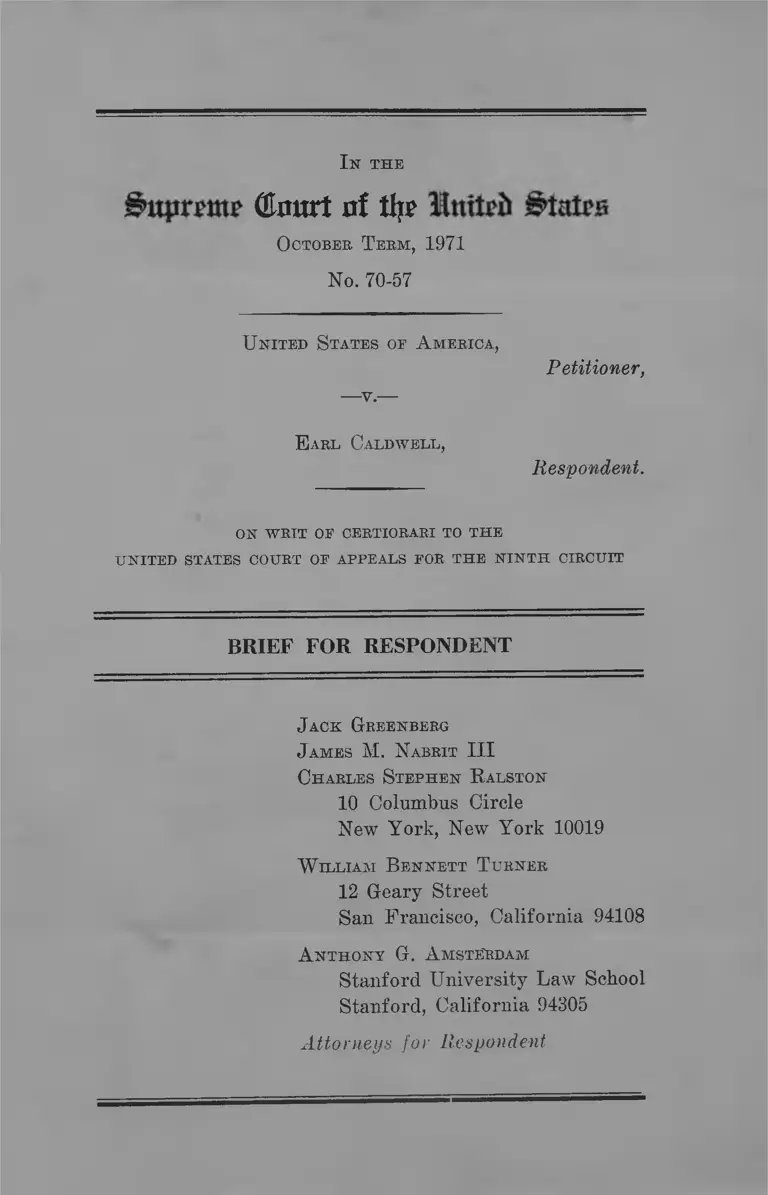 IN THE
Supreme Court of the United States
OCTOBER TERM, 1971
No. 70-57
UNITED STATES OF AMERICA,
Petitioner,
—v.—
EARL CALDWELL,
Respondent.
ON WRIT OF CERTIORARI TO THE
UNITED STATES COURT OF APPEALS FOR THE NINTH CIRCUIT
BRIEF FOR RESPONDENT
JACK GREENBERG
JAMES M. NABRIT III
CHARLES STEPHEN RALSTON
10 Columbus Circle
New York, New York 10019
WILLIAM BENNETT TURNER
12 Geary Street
San Francisco, California 94108
ANTHONY G. AMSTERDAM
Stanford University Law School
Stanford, California 94305
Attorneys for Respondent